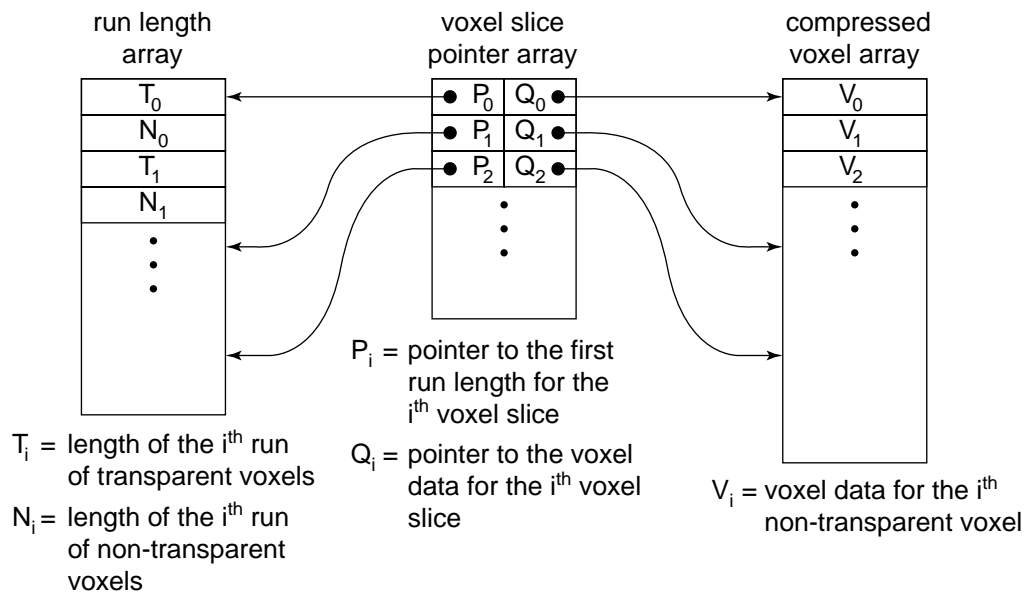 run length
array
T0
N0
T1
N1
voxel slice
pointer array
P0 Q0
P1 Q1
P2 Q2
compressed
voxel array
V0
V1
V2
Pi = pointer to the first
run length for the
ith voxel slice
Qi = pointer to the voxel
data for the ith voxel
slice
Ti = length of the ith run
of transparent voxels
Ni = length of the ith run
of non-transparent
voxels
Vi = voxel data for the ith
non-transparent voxel